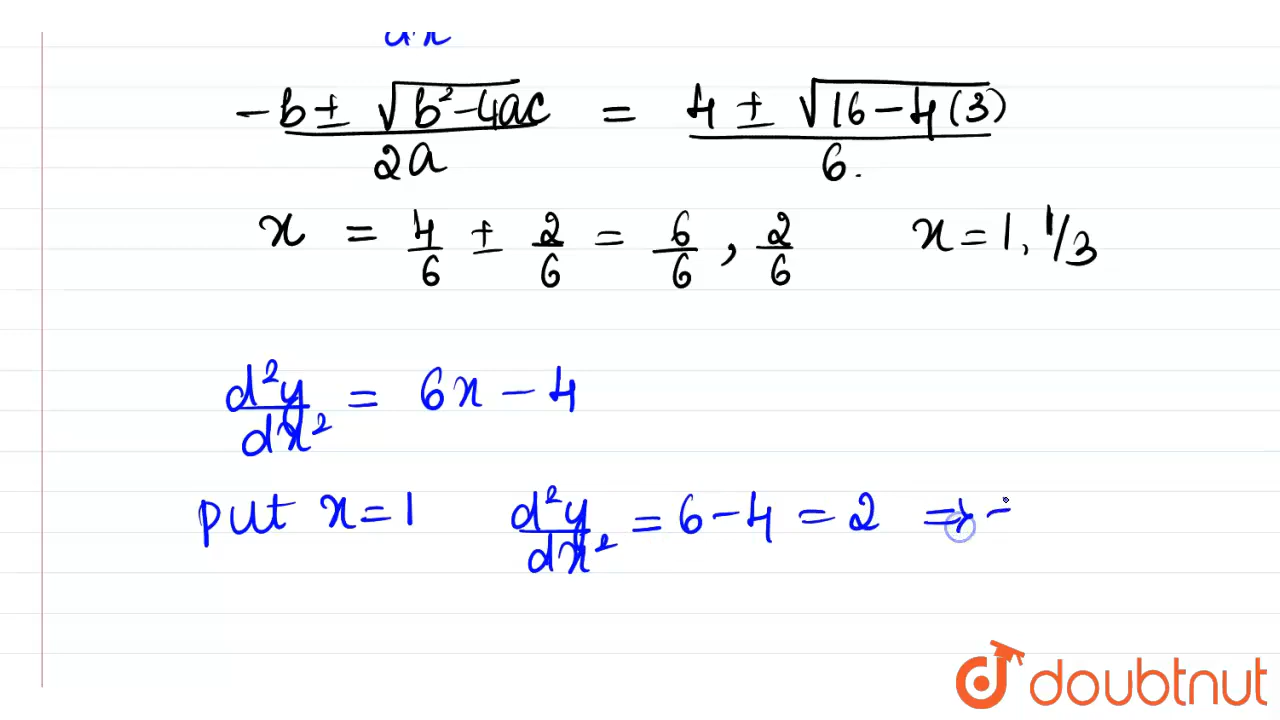 dx
-b ± √(b²-4ac) / 2a = 4 ± √(16-4(3)) / 6.
x = 4/6 ± 2/6 = 6/6 , 2/6 x = 1, 1/3
d²y/dx² = 6x - 4
put x = 1 d²y/dx² = 6 - 4 = 2 ⇒
doubtnut